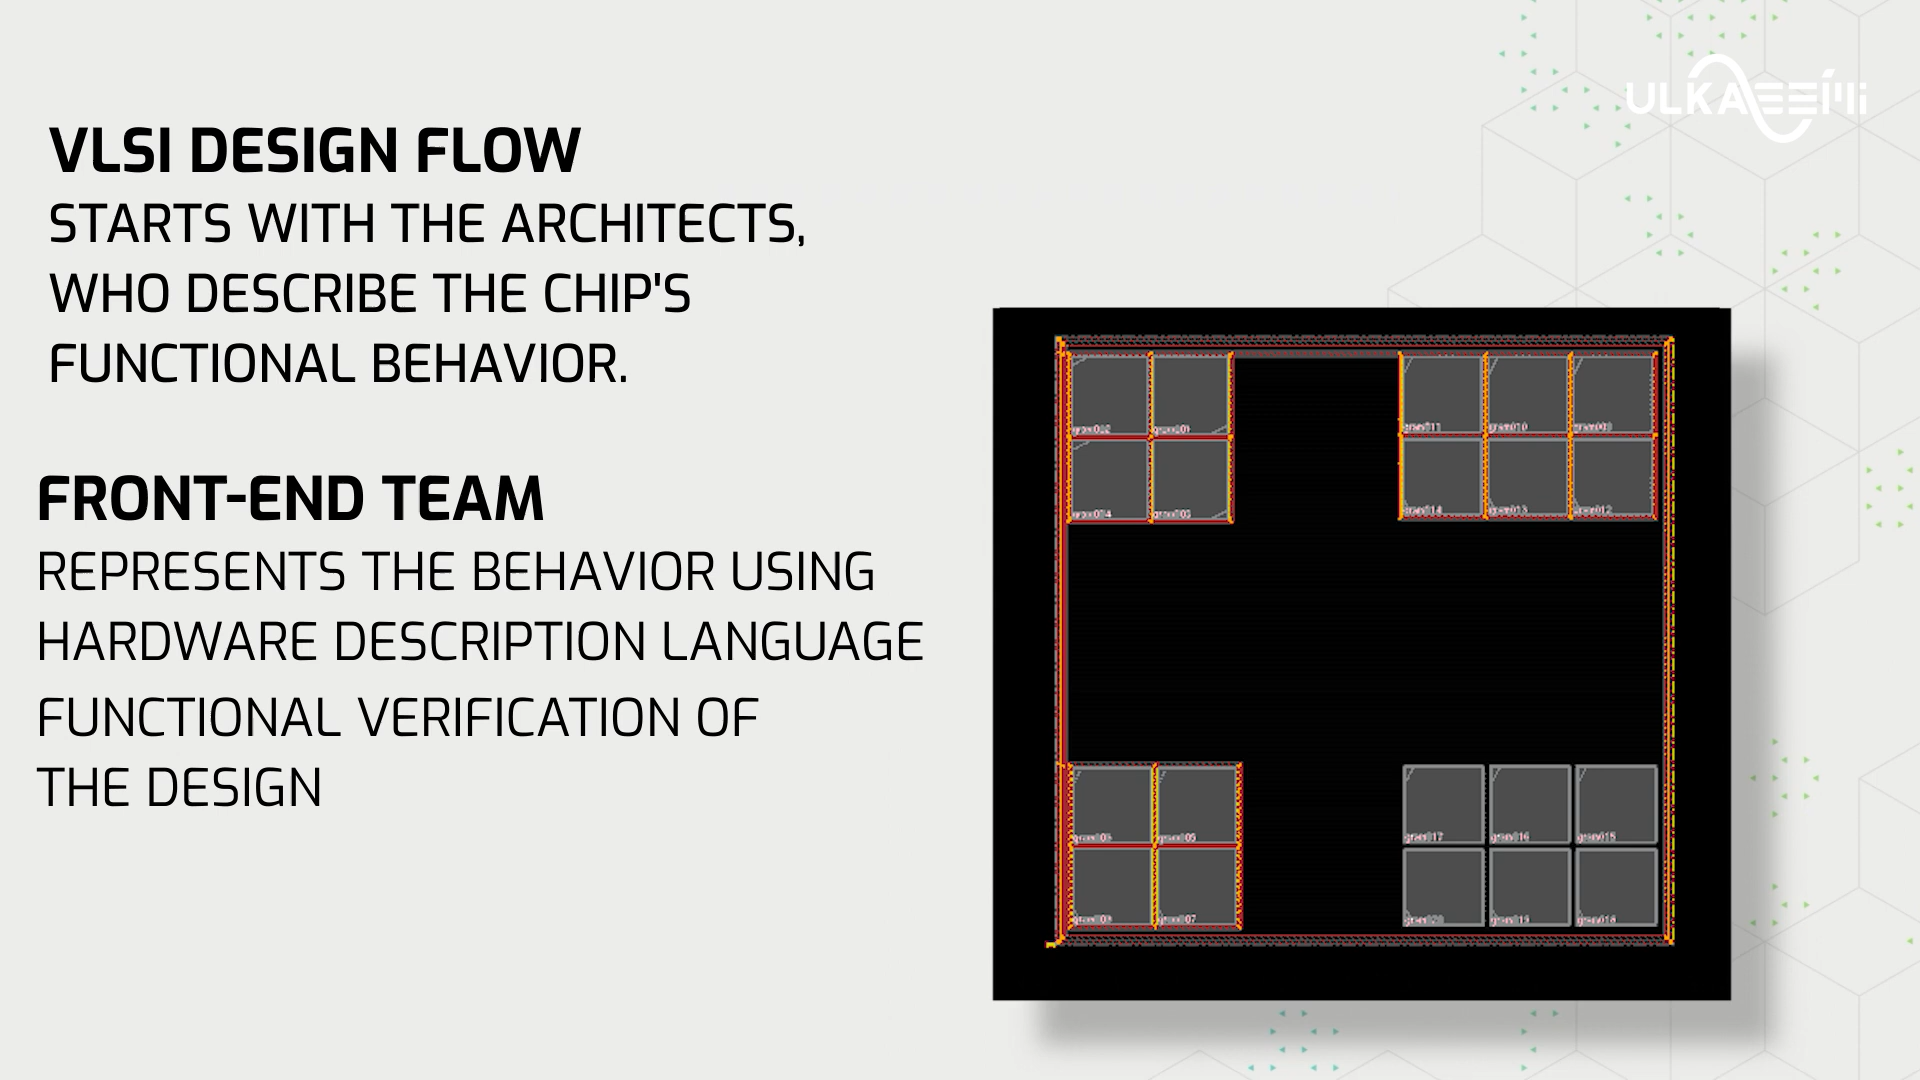 ULKASEMI
VLSI DESIGN FLOW
STARTS WITH THE ARCHITECTS,
WHO DESCRIBE THE CHIP'S
FUNCTIONAL BEHAVIOR.
FRONT-END TEAM
REPRESENTS THE BEHAVIOR USING
HARDWARE DESCRIPTION LANGUAGE
FUNCTIONAL VERIFICATION OF
THE DESIGN